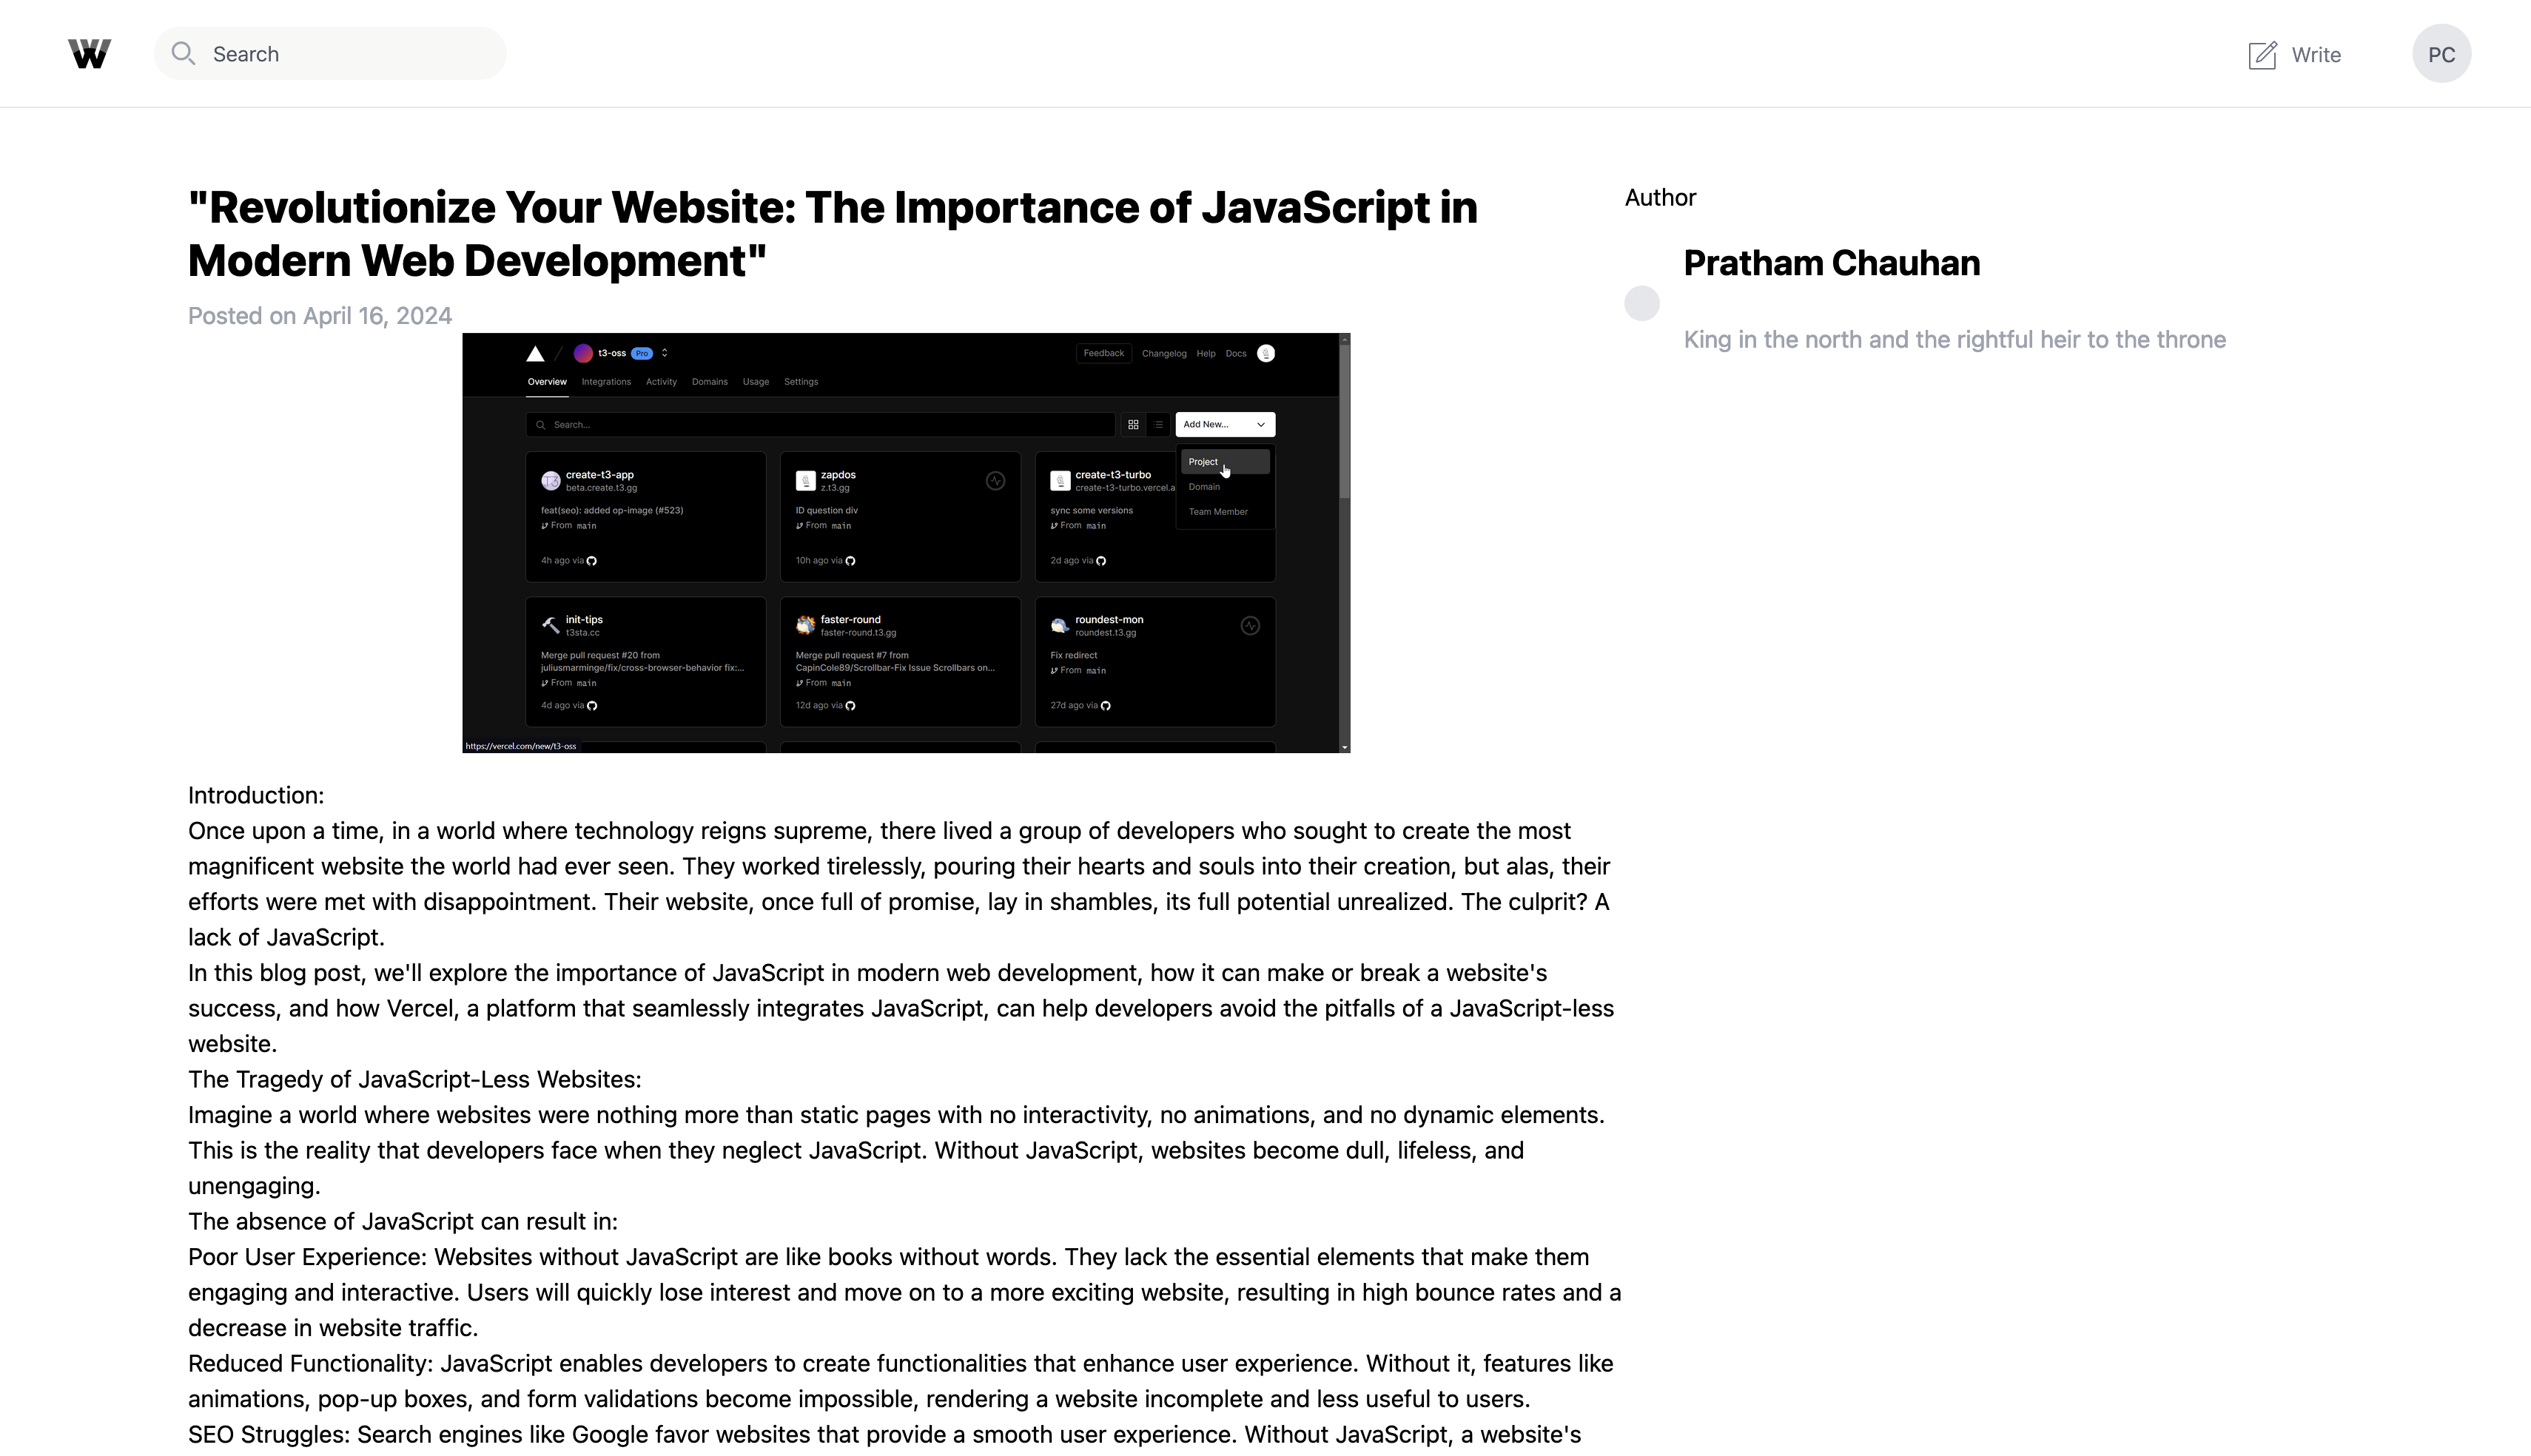 W
Search
Write
PC
"Revolutionize Your Website: The Importance of JavaScript in
Modern Web Development"
Posted on April 16, 2024
Author
Pratham Chauhan
King in the north and the rightful heir to the throne
t3-oss Pro
Feedback Changelog Help Docs
Overview Integrations Activity Domains Usage Settings
Search...
Add New...
Project
Domain
Team Member
create-t3-app
beta.create.t3.gg
feat(seo): added op-image (#523)
From main
4h ago via
zapdos
z.t3.gg
ID question div
From main
10h ago via
create-t3-turbo
create-t3-turbo.vercel.a
sync some versions
From main
2d ago via
init-tips
t3sta.cc
Merge pull request #20 from
juliusmarminge/fix/cross-browser-behavior fix:...
From main
4d ago via
faster-round
faster-round.t3.gg
Merge pull request #7 from
CapinCole89/Scrollbar-Fix Issue Scrollbars on...
From main
12d ago via
roundest-mon
roundest.t3.gg
Fix redirect
From main
27d ago via
https://vercel.com/new/t3-oss
Introduction:
Once upon a time, in a world where technology reigns supreme, there lived a group of developers who sought to create the most
magnificent website the world had ever seen. They worked tirelessly, pouring their hearts and souls into their creation, but alas, their
efforts were met with disappointment. Their website, once full of promise, lay in shambles, its full potential unrealized. The culprit? A
lack of JavaScript.
In this blog post, we'll explore the importance of JavaScript in modern web development, how it can make or break a website's
success, and how Vercel, a platform that seamlessly integrates JavaScript, can help developers avoid the pitfalls of a JavaScript-less
website.
The Tragedy of JavaScript-Less Websites:
Imagine a world where websites were nothing more than static pages with no interactivity, no animations, and no dynamic elements.
This is the reality that developers face when they neglect JavaScript. Without JavaScript, websites become dull, lifeless, and
unengaging.
The absence of JavaScript can result in:
Poor User Experience: Websites without JavaScript are like books without words. They lack the essential elements that make them
engaging and interactive. Users will quickly lose interest and move on to a more exciting website, resulting in high bounce rates and a
decrease in website traffic.
Reduced Functionality: JavaScript enables developers to create functionalities that enhance user experience. Without it, features like
animations, pop-up boxes, and form validations become impossible, rendering a website incomplete and less useful to users.
SEO Struggles: Search engines like Google favor websites that provide a smooth user experience. Without JavaScript, a website's